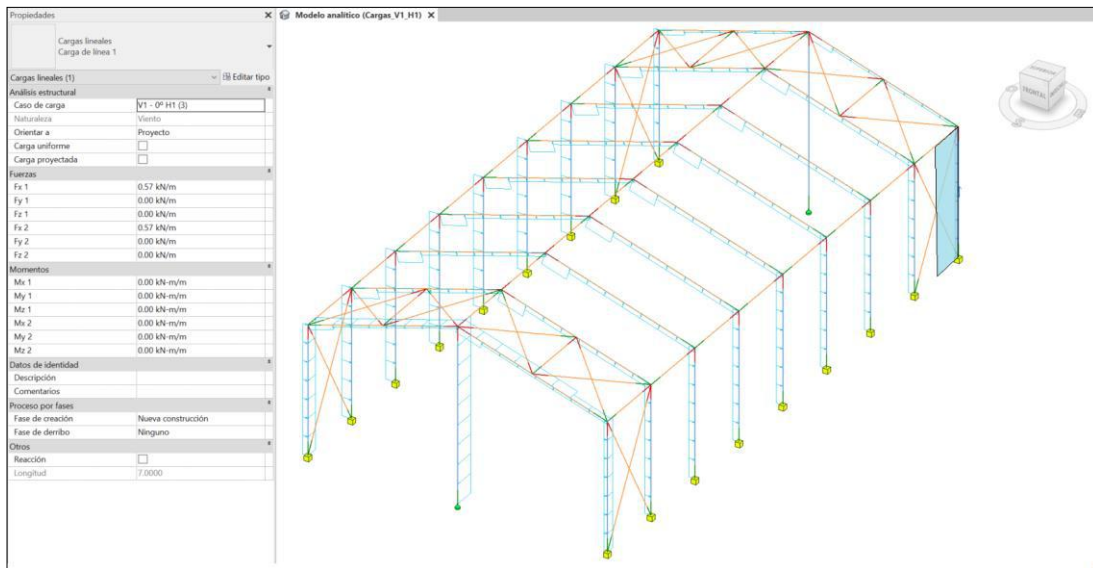 Propiedades
Modelo analítico (Cargas_V1_H1)
Cargas lineales
Carga de línea 1
Cargas lineales (1)
Editar tipo
Análisis estructural
Caso de carga V1 - 0º H1 (3)
Naturaleza Viento
Orientar a Proyecto
Carga uniforme
Carga proyectada
Fuerzas
Fx 1 0.57 kN/m
Fy 1 0.00 kN/m
Fz 1 0.00 kN/m
Fx 2 0.57 kN/m
Fy 2 0.00 kN/m
Fz 2 0.00 kN/m
Momentos
Mx 1 0.00 kN-m/m
My 1 0.00 kN-m/m
Mz 1 0.00 kN-m/m
Mx 2 0.00 kN-m/m
My 2 0.00 kN-m/m
Mz 2 0.00 kN-m/m
Datos de identidad
Descripción
Comentarios
Proceso por fases
Fase de creación Nueva construcción
Fase de derribo Ninguno
Otros
Reacción
Longitud 7.0000
FRONTAL